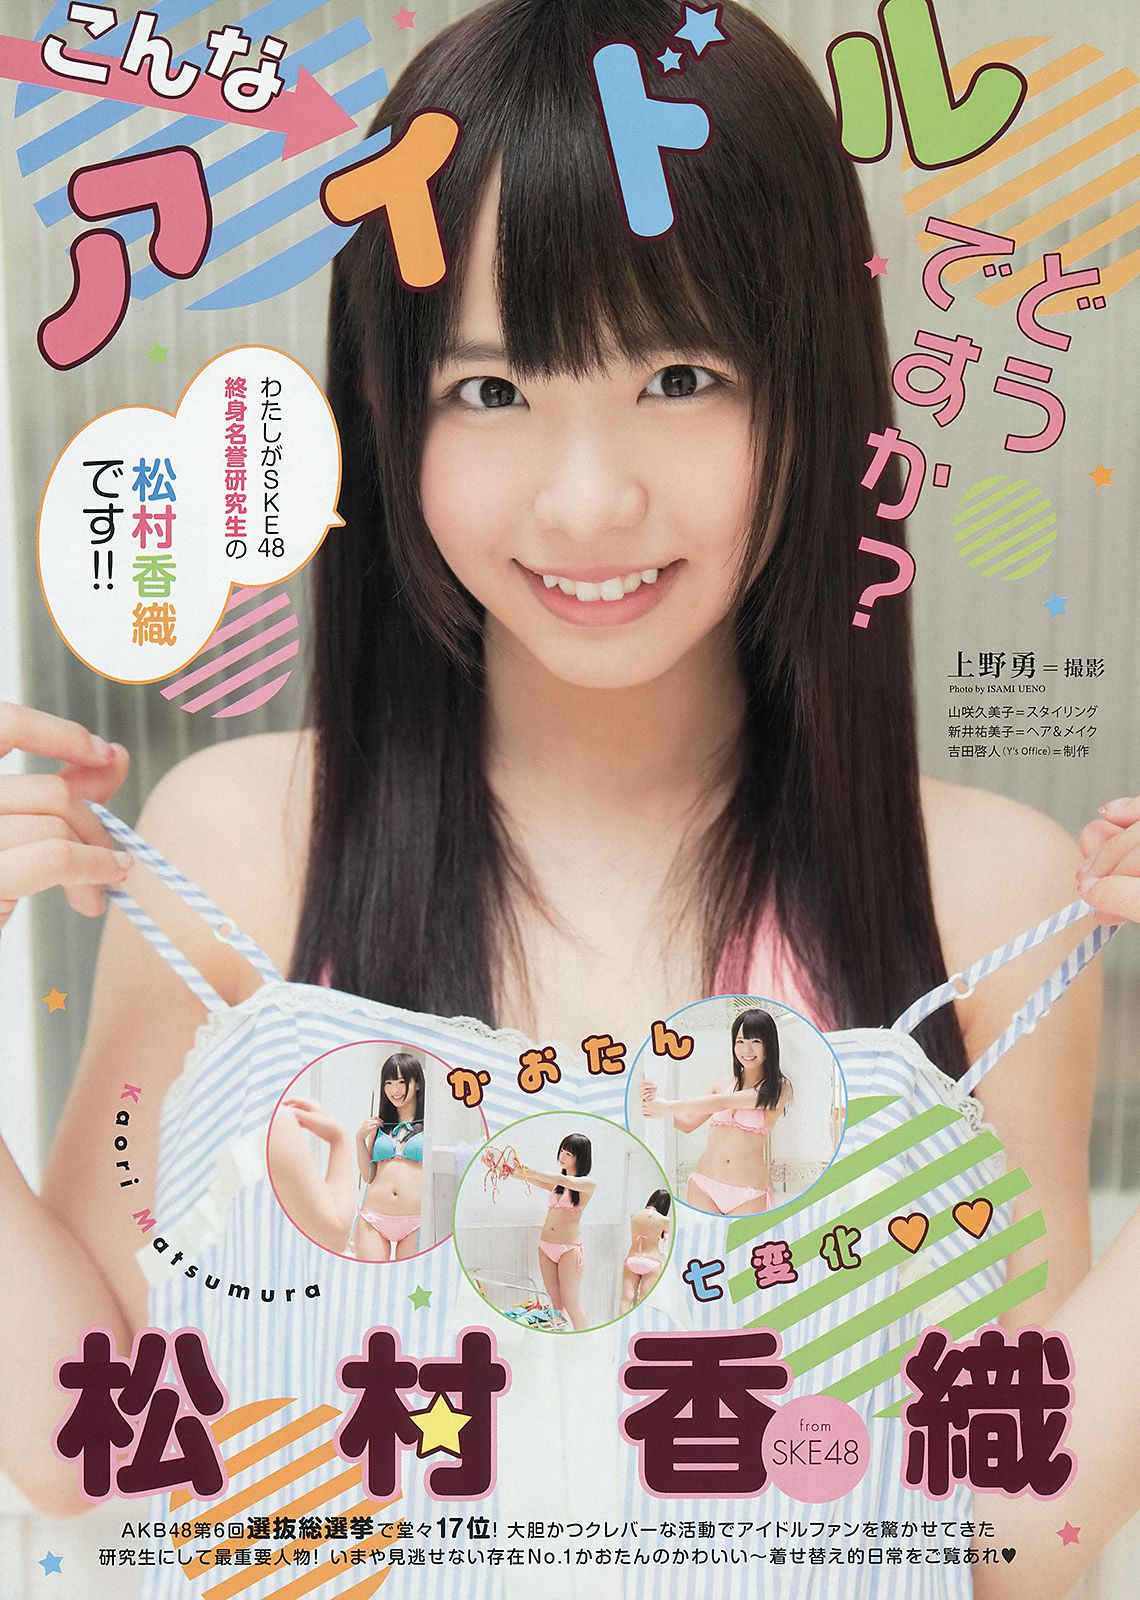 こんな
アイドル
どう
ですか?
わたしがSKE48
終身名誉研究生の
松村香織
です!!
上野勇=撮影
Photo by ISAMI UENO
山咲久美子=スタイリング
新井祐美子=ヘア&メイク
吉田啓人(Y's Office)=制作
かおたん
七変化♥♥
Kaori Matsumura
松村香織
from
SKE48
AKB48第6回選抜総選挙で堂々17位! 大胆かつクレバーな活動でアイドルファンを驚かせてきた
研究生にして最重要人物! いまや見逃せない存在No.1かおたんのかわいい〜着せ替え的日常をご覧あれ♥